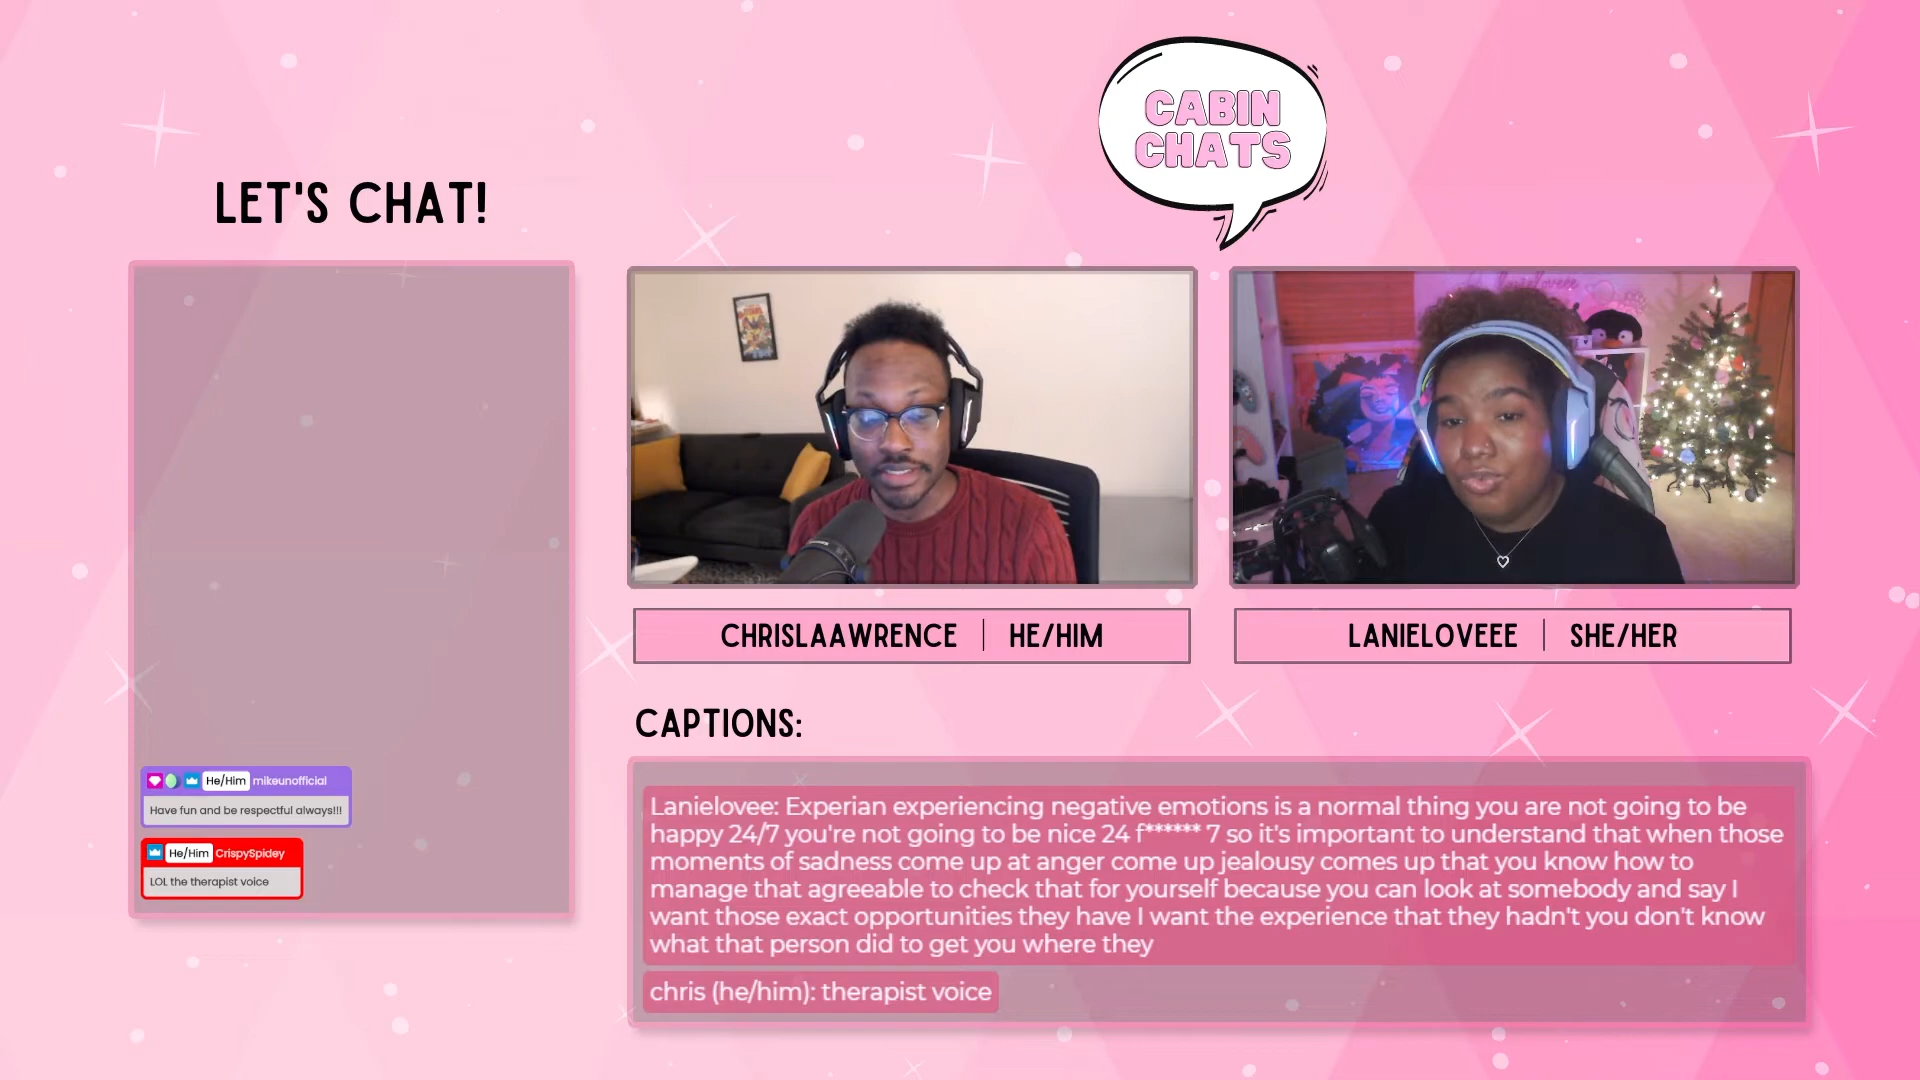 CABIN
CHATS
LET'S CHAT!
CHRISLAAWRENCE | HE/HIM
LANIELOVEEE | SHE/HER
CAPTIONS:
He/Him mikeunofficial
Have fun and be respectful always!!!
He/Him CrispySpidey
LOL the therapist voice
Lanielovee: Experian experiencing negative emotions is a normal thing you are not going to be
happy 24/7 you're not going to be nice 24 f****** 7 so it's important to understand that when those
moments of sadness come up at anger come up jealousy comes up that you know how to
manage that agreeable to check that for yourself because you can look at somebody and say I
want those exact opportunities they have I want the experience that they hadn't you don't know
what that person did to get you where they
chris (he/him): therapist voice